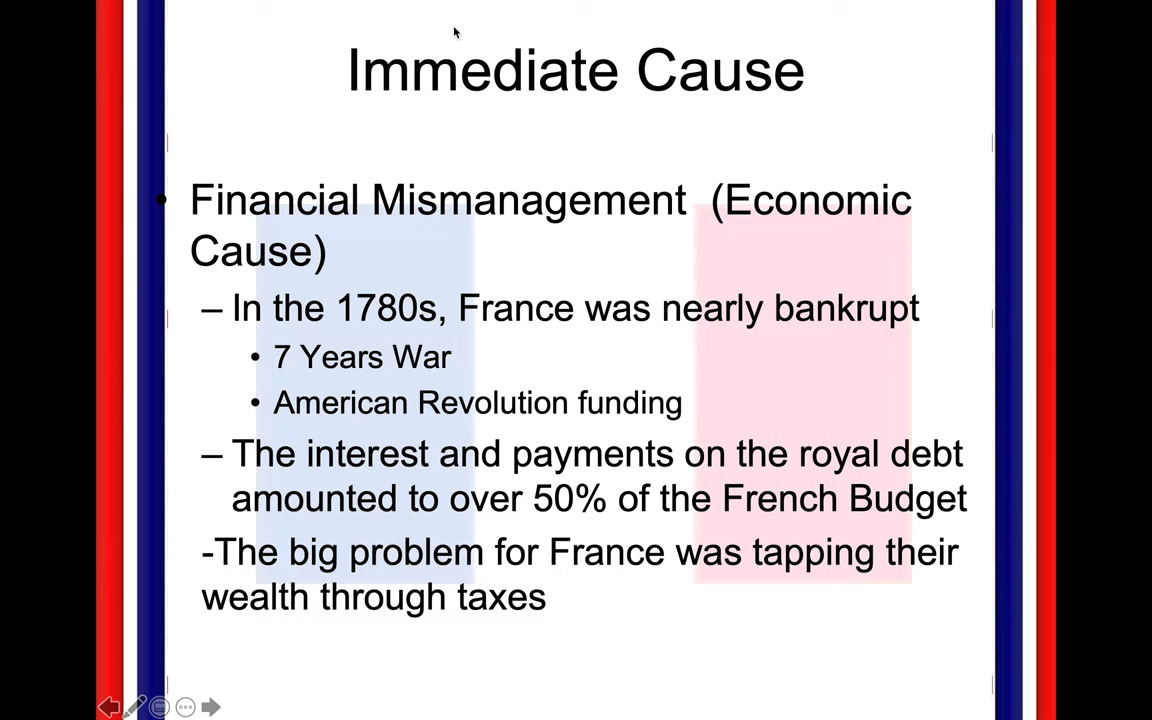 Immediate Cause
• Financial Mismanagement (Economic
Cause)
– In the 1780s, France was nearly bankrupt
• 7 Years War
• American Revolution funding
– The interest and payments on the royal debt
amounted to over 50% of the French Budget
-The big problem for France was tapping their
wealth through taxes